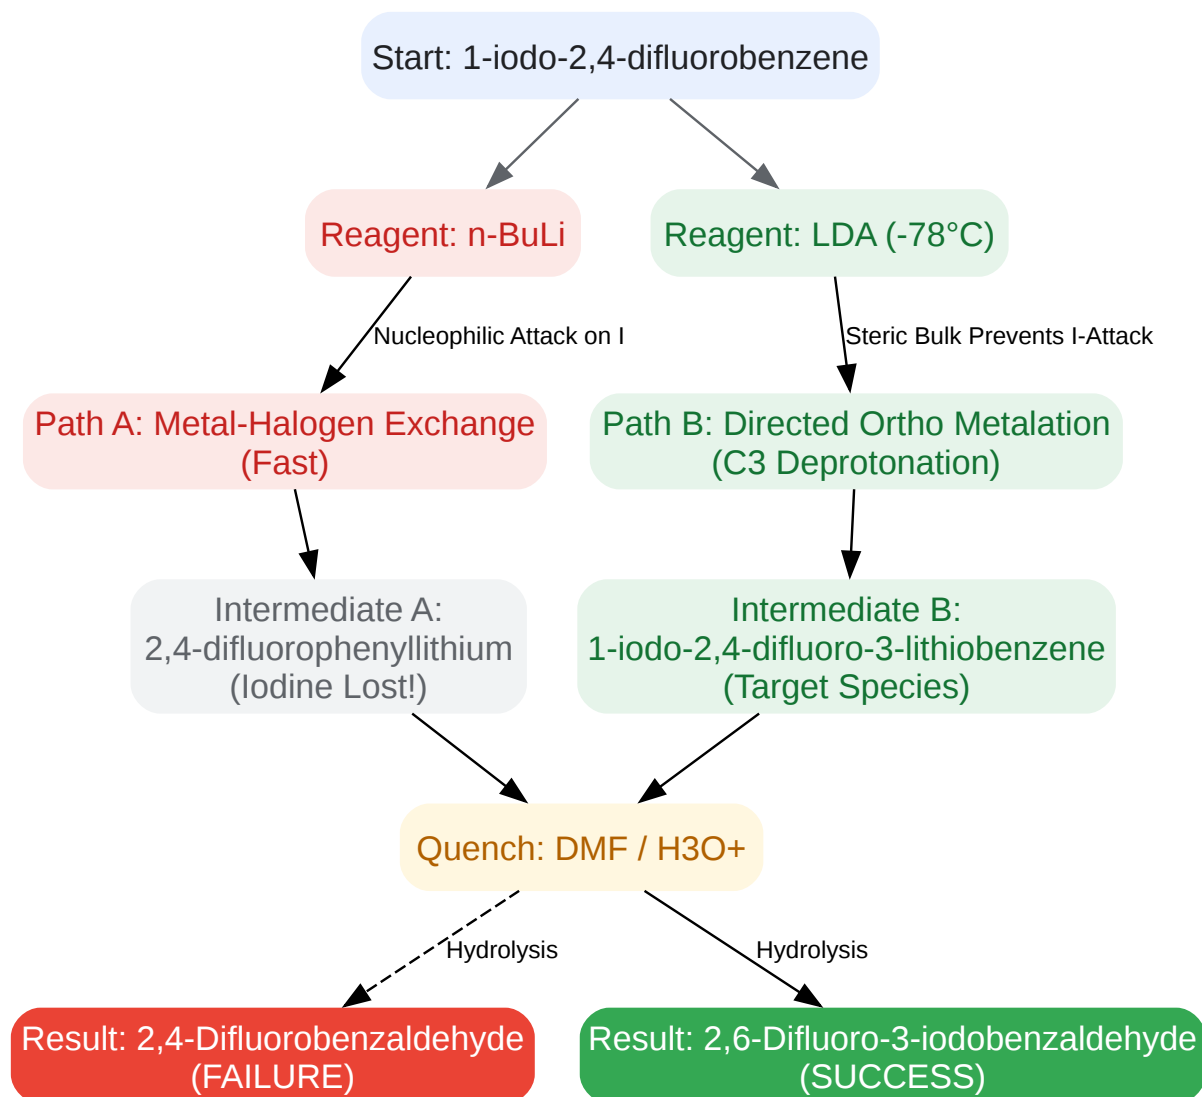 Start: 1-iodo-2,4-difluorobenzene
Reagent: n-BuLi
Reagent: LDA (-78°C)
Nucleophilic Attack on I
Steric Bulk Prevents I-Attack
Path A: Metal-Halogen Exchange
(Fast)
Path B: Directed Ortho Metalation
(C3 Deprotonation)
Intermediate A:
2,4-difluorophenyllithium
(Iodine Lost!)
Intermediate B:
1-iodo-2,4-difluoro-3-lithiobenzene
(Target Species)
Quench: DMF / H3O+
Hydrolysis
Hydrolysis
Result: 2,4-Difluorobenzaldehyde
(FAILURE)
Result: 2,6-Difluoro-3-iodobenzaldehyde
(SUCCESS)